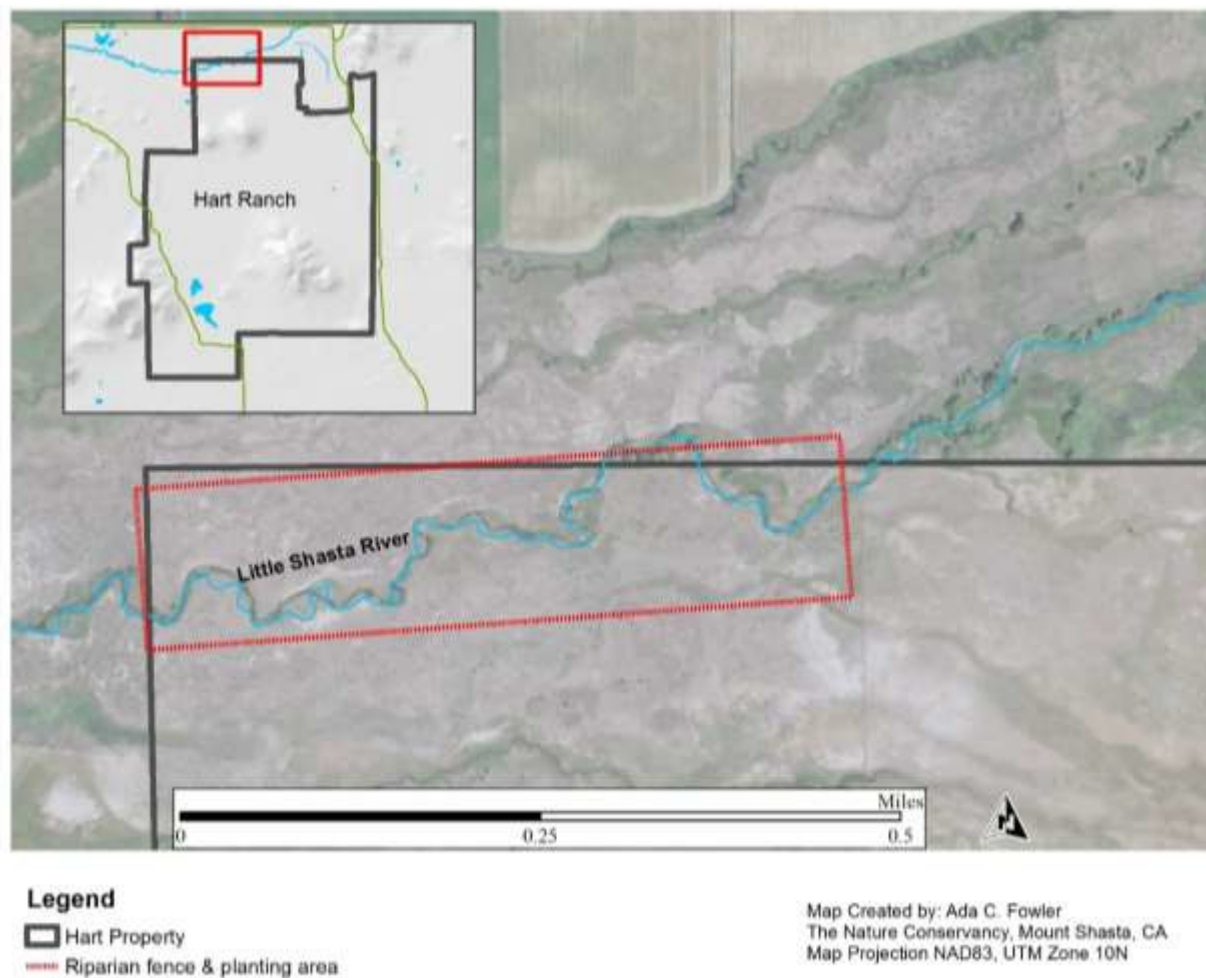 Hart Ranch
Little Shasta River
Miles
0 0.25 0.5
Legend
Hart Property
Riparian fence & planting area
Map Created by: Ada C. Fowler
The Nature Conservancy, Mount Shasta, CA
Map Projection NAD83, UTM Zone 10N